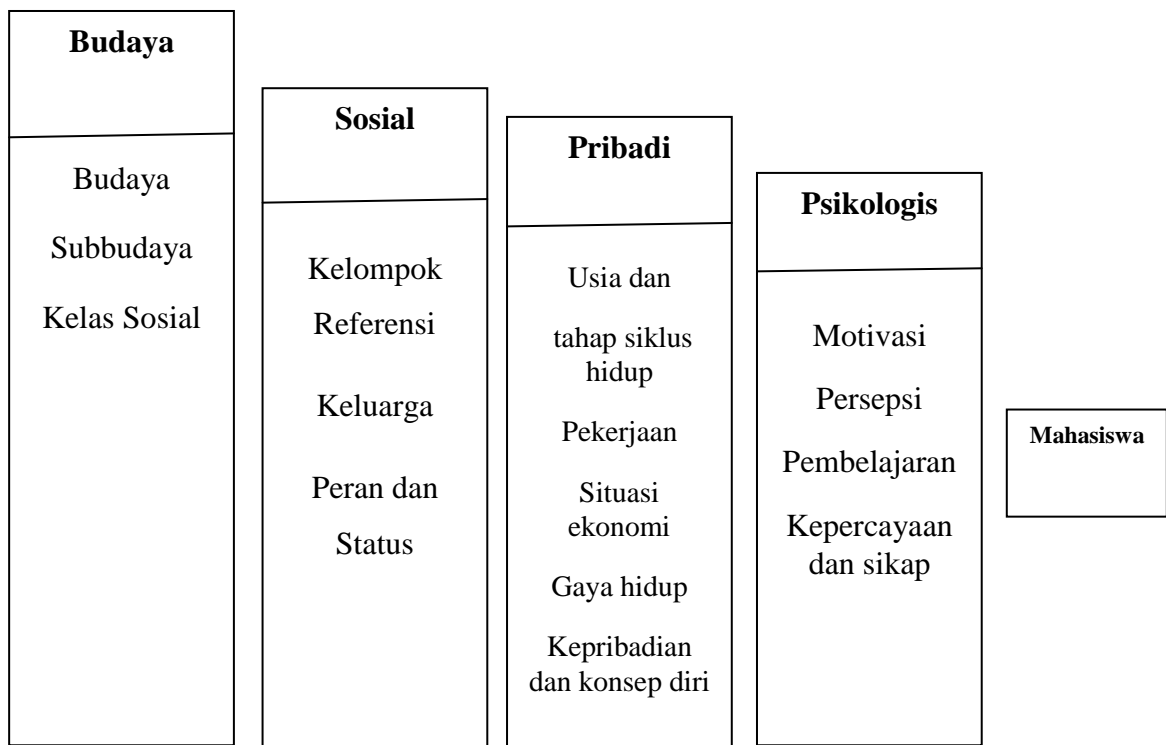 Budaya
Budaya
Subbudaya
Kelas Sosial
Sosial
Kelompok
Referensi
Keluarga
Peran dan
Status
Pribadi
Usia dan
tahap siklus
hidup
Pekerjaan
Situasi
ekonomi
Gaya hidup
Kepribadian
dan konsep diri
Psikologis
Motivasi
Persepsi
Pembelajaran
Kepercayaan
dan sikap
Mahasiswa